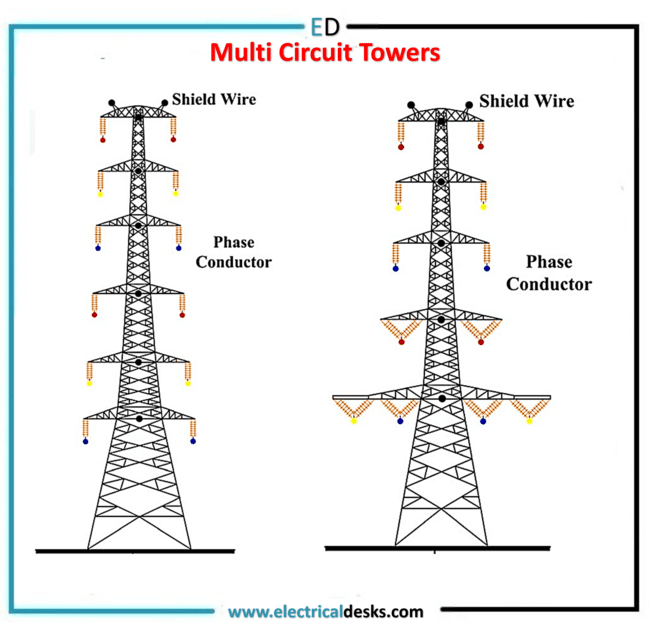 ED
Multi Circuit Towers
Shield Wire
Phase
Conductor
Shield Wire
Phase
Conductor
www.electricaldesks.com